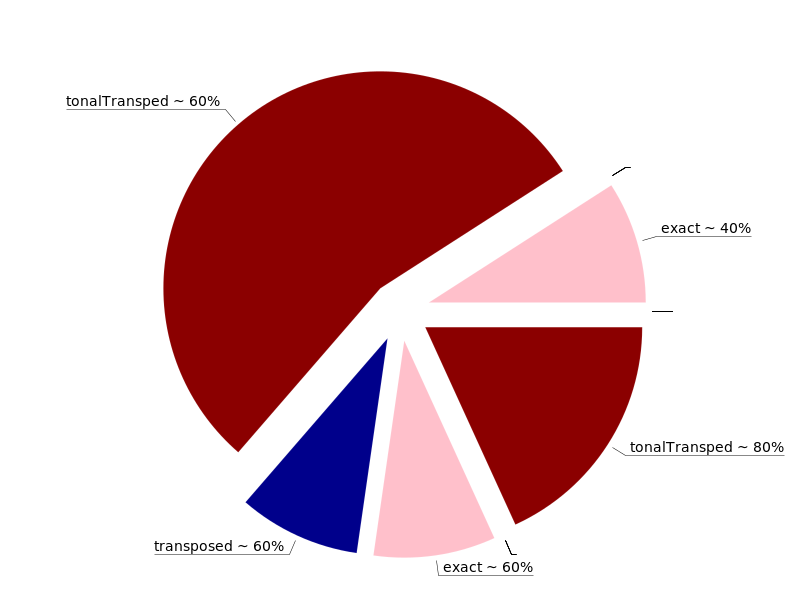 tonalTransped ~ 60%
exact ~ 40%
tonalTransped ~ 80%
transposed ~ 60%
exact ~ 60%